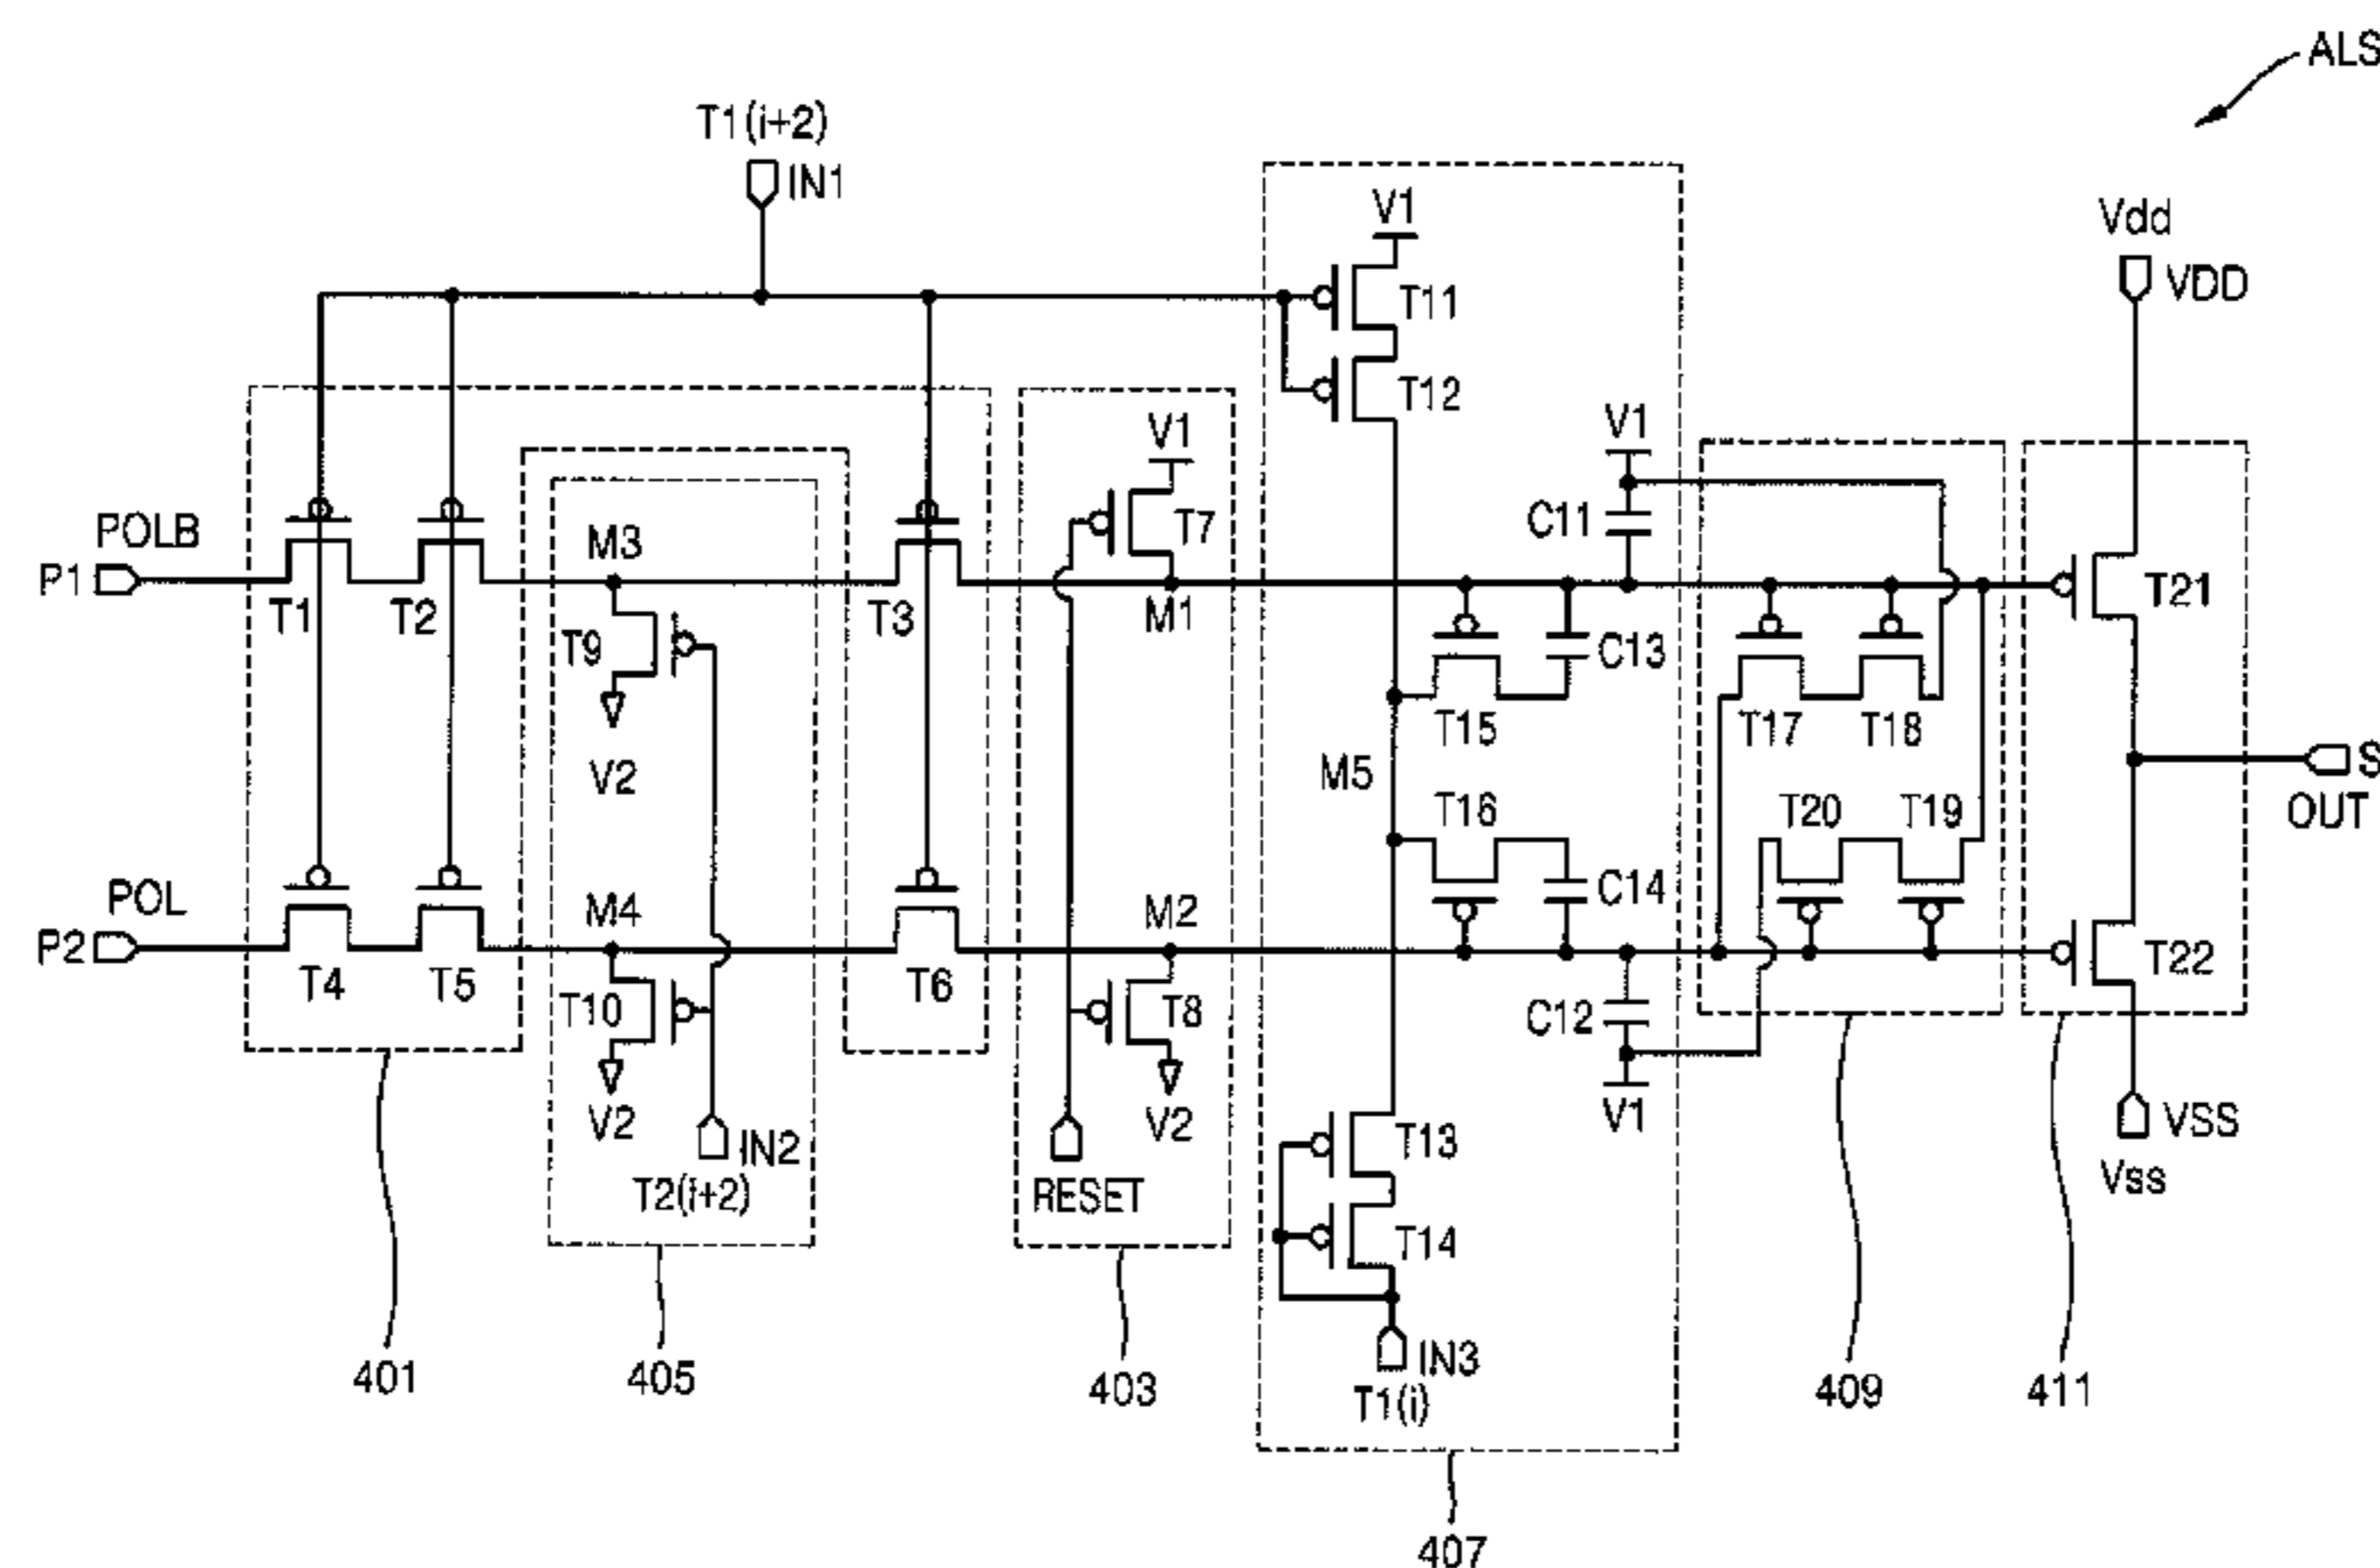 ALS
T1(i+2)
IN1
V1
Vdd
VDD
T11
T12
V1
V1
POLB
P1
T1
T2
M3
T3
T7
M1
C11
T21
T9
C13
V2
T15
T17
T18
M5
S
OUT
T16
T20
T19
POL
P2
T4
T5
M4
T6
M2
C14
T22
T10
T8
C12
V2
IN2
V2
T13
V1
VSS
Vss
T2(i+2)
RESET
T14
IN3
T1(i)
401
405
403
409
411
407